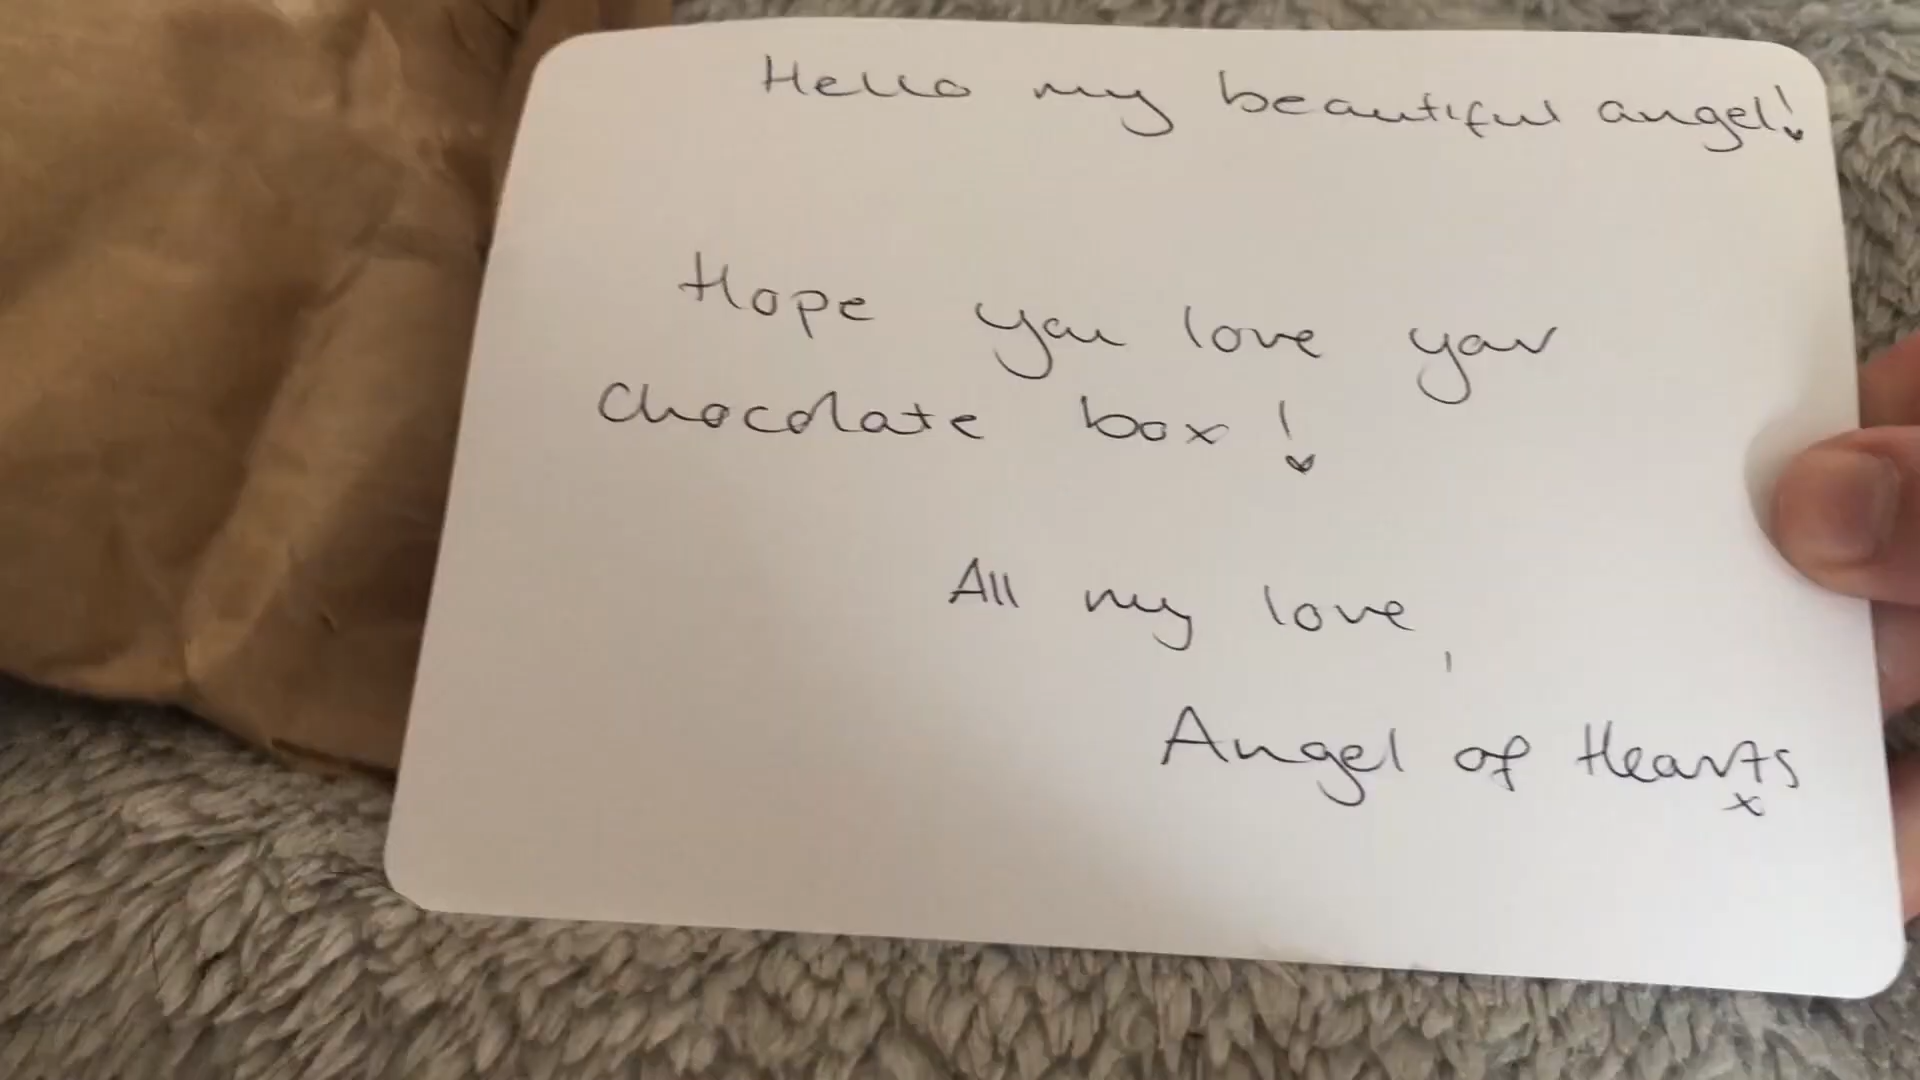 Hello my beautiful angel!
Hope you love your
chocolate box!
All my love,
Angel of Hearts
x